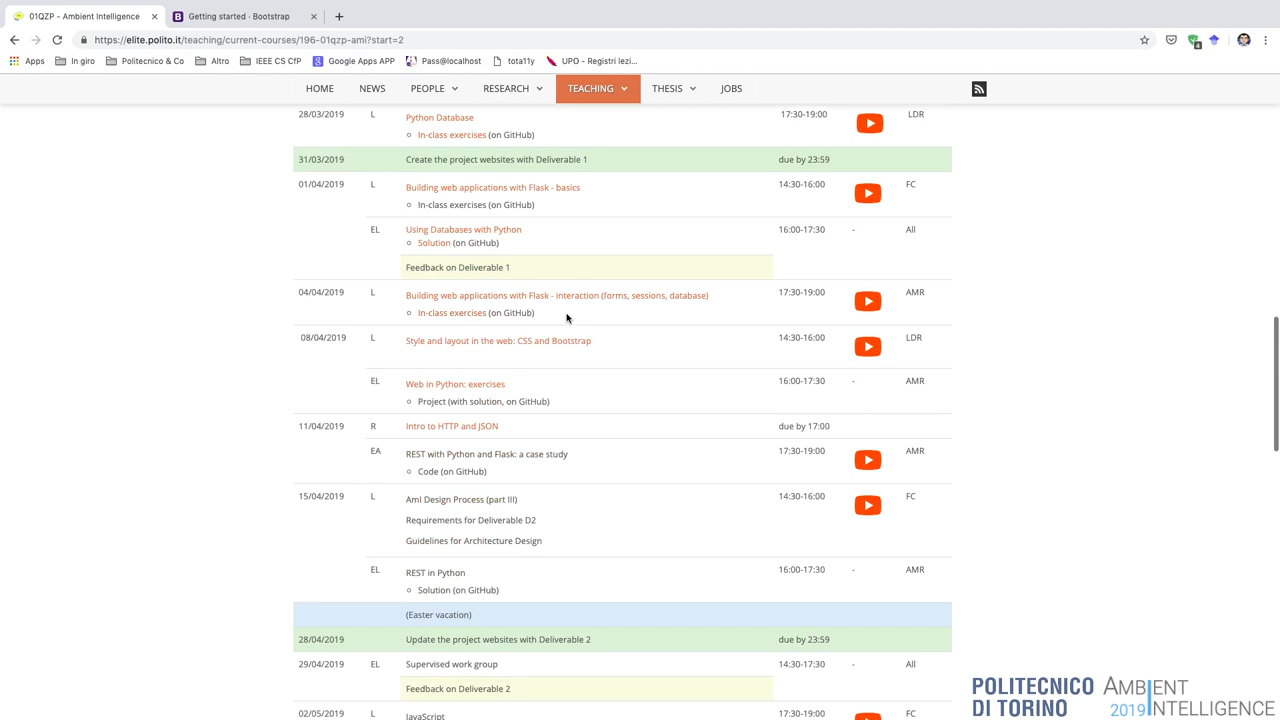 01QZP - Ambient Intelligence
Getting started · Bootstrap
https://elite.polito.it/teaching/current-courses/196-01qzp-ami?start=2
4
Apps In giro Politecnico & Co Altro IEEE CS CfP Google Apps APP Pass@localhost tota11y UPO - Registri lezi...
HOME NEWS PEOPLE RESEARCH TEACHING THESIS JOBS
28/03/2019 L Python Database 17:30-19:00 LDR
In-class exercises (on GitHub)
31/03/2019 Create the project websites with Deliverable 1 due by 23:59
01/04/2019 L Building web applications with Flask - basics 14:30-16:00 FC
In-class exercises (on GitHub)
EL Using Databases with Python 16:00-17:30 - All
Solution (on GitHub)
Feedback on Deliverable 1
04/04/2019 L Building web applications with Flask - interaction (forms, sessions, database) 17:30-19:00 AMR
In-class exercises (on GitHub)
08/04/2019 L Style and layout in the web: CSS and Bootstrap 14:30-16:00 LDR
EL Web in Python: exercises 16:00-17:30 - AMR
Project (with solution, on GitHub)
11/04/2019 R Intro to HTTP and JSON due by 17:00
EA REST with Python and Flask: a case study 17:30-19:00 AMR
Code (on GitHub)
15/04/2019 L AmI Design Process (part III) 14:30-16:00 FC
Requirements for Deliverable D2
Guidelines for Architecture Design
EL REST in Python 16:00-17:30 - AMR
Solution (on GitHub)
(Easter vacation)
28/04/2019 Update the project websites with Deliverable 2 due by 23:59
29/04/2019 EL Supervised work group 14:30-17:30 - All
Feedback on Deliverable 2
02/05/2019 L JavaScript 17:30-19:00 FC
POLITECNICO
DI TORINO
AMBIENT
2019 INTELLIGENCE